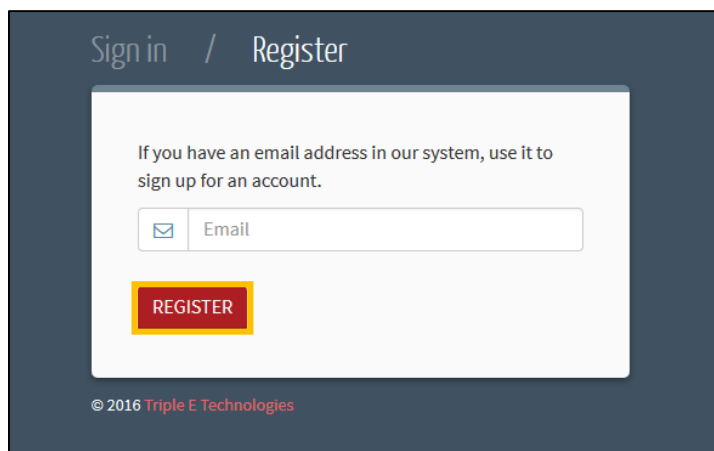 Sign in / Register
If you have an email address in our system, use it to
sign up for an account.
Email
REGISTER
© 2016 Triple E Technologies